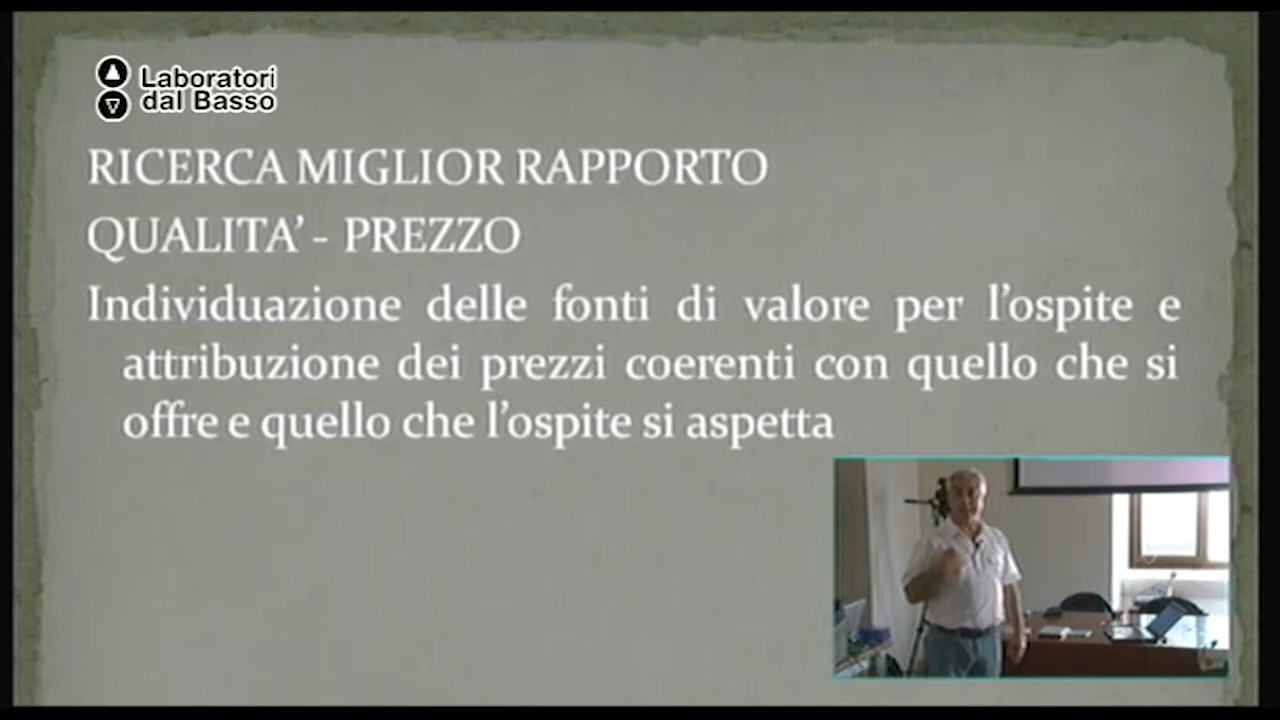 Laboratori
dal Basso
RICERCA MIGLIOR RAPPORTO
QUALITA’ - PREZZO
Individuazione delle fonti di valore per l’ospite e
attribuzione dei prezzi coerenti con quello che si
offre e quello che l’ospite si aspetta